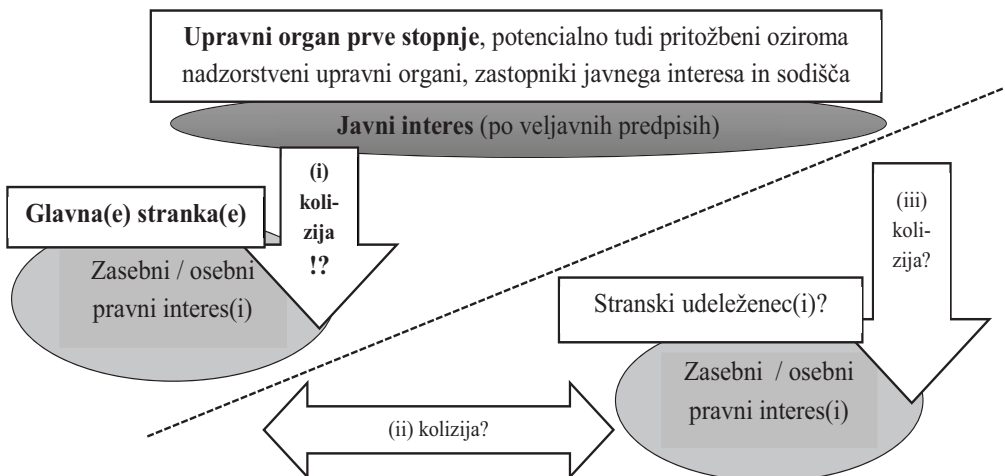 Upravni organ prve stopnje, potencialno tudi pritožbeni oziroma
nadzorstveni upravni organi, zastopniki javnega interesa in sodišča
Javni interes (po veljavnih predpisih)
(i)
koli-
zija
!?
Glavna(e) stranka(e)
Zasebni / osebni
pravni interes(i)
(iii)
koli-
zija?
Stranski udeleženec(i)?
Zasebni / osebni
pravni interes(i)
(ii) kolizija?